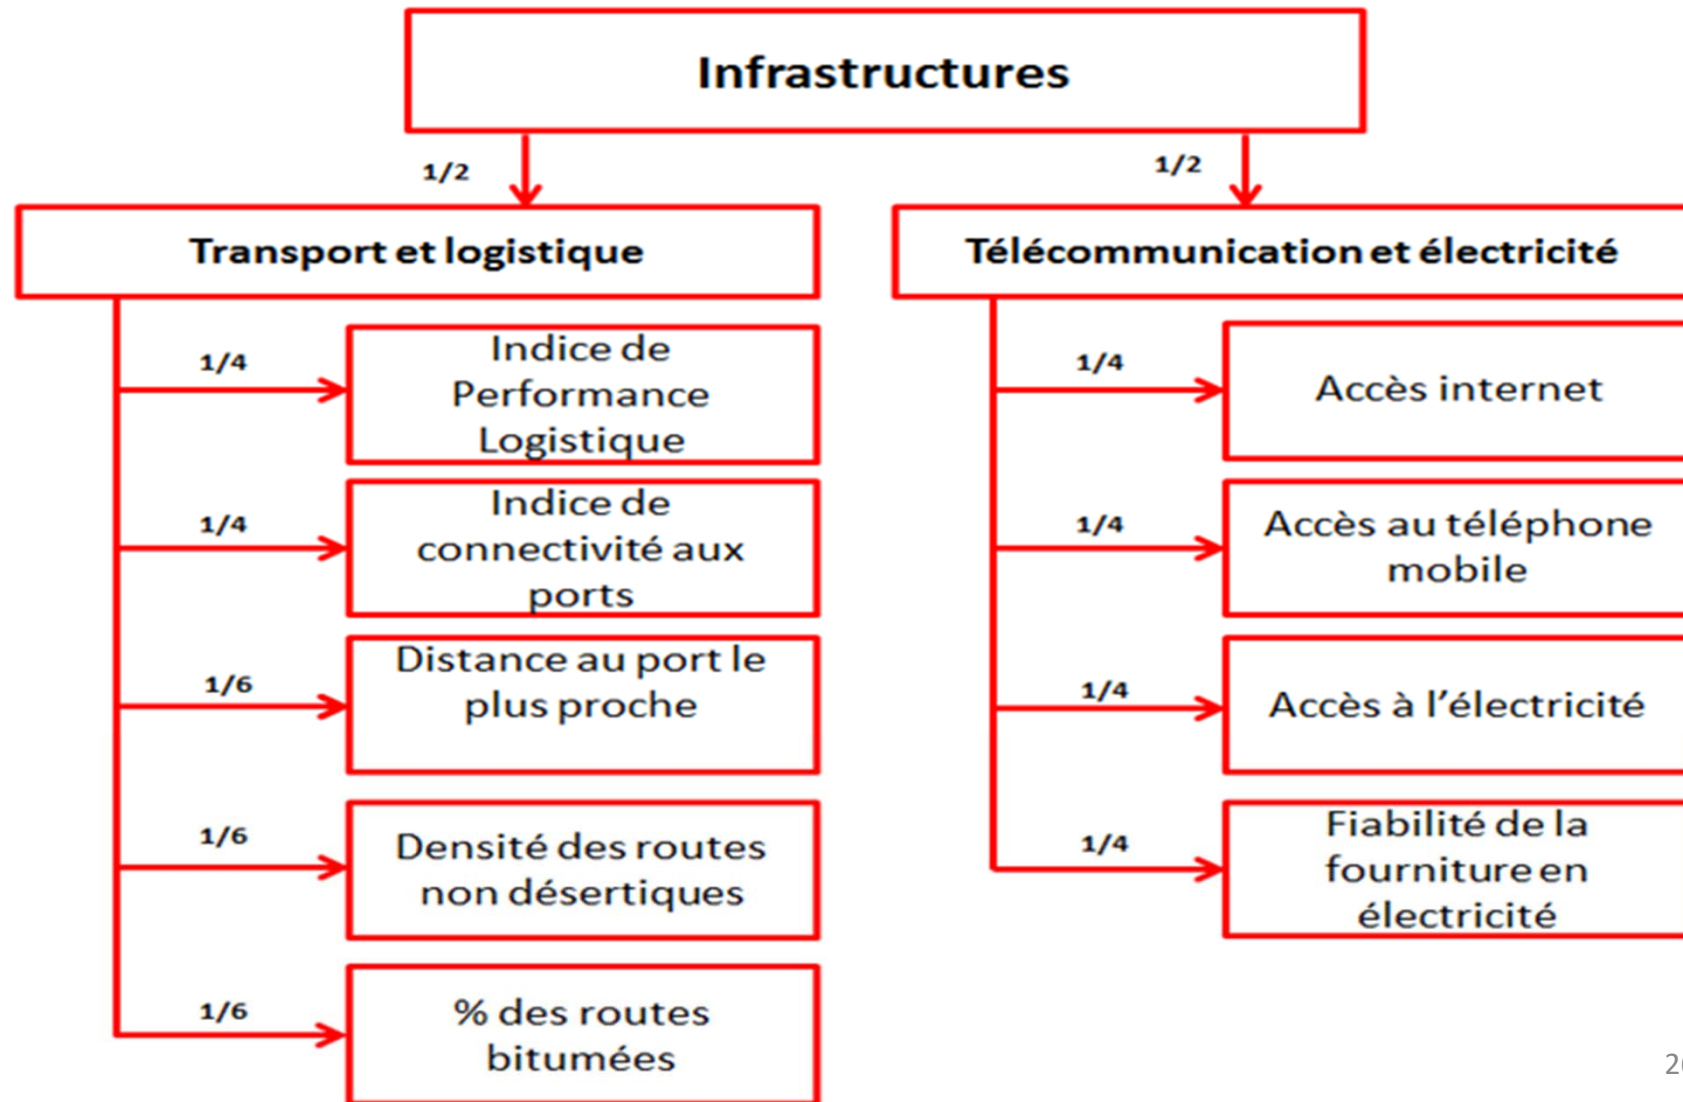 Infrastructures
1/2
1/2
Transport et logistique
1/4
Indice de
Performance
Logistique
1/4
Indice de
connectivité aux
ports
1/6
Distance au port le
plus proche
1/6
Densité des routes
non désertiques
1/6
% des routes
bitumées
Télécommunication et électricité
1/4
Accès internet
1/4
Accès au téléphone
mobile
1/4
Accès à l’électricité
1/4
Fiabilité de la
fourniture en
électricité